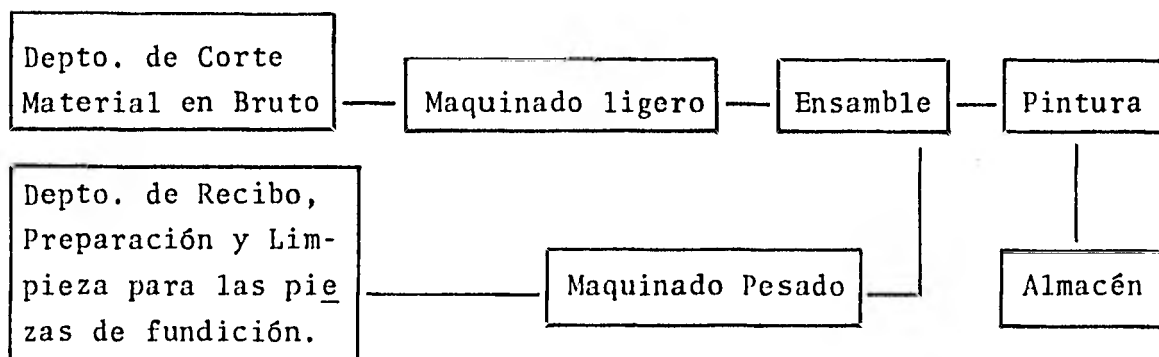 Depto. de Corte
Material en Bruto
Maquinado ligero
Ensamble
Pintura
Depto. de Recibo,
Preparación y Lim-
pieza para las pie
zas de fundición.
Maquinado Pesado
Almacén